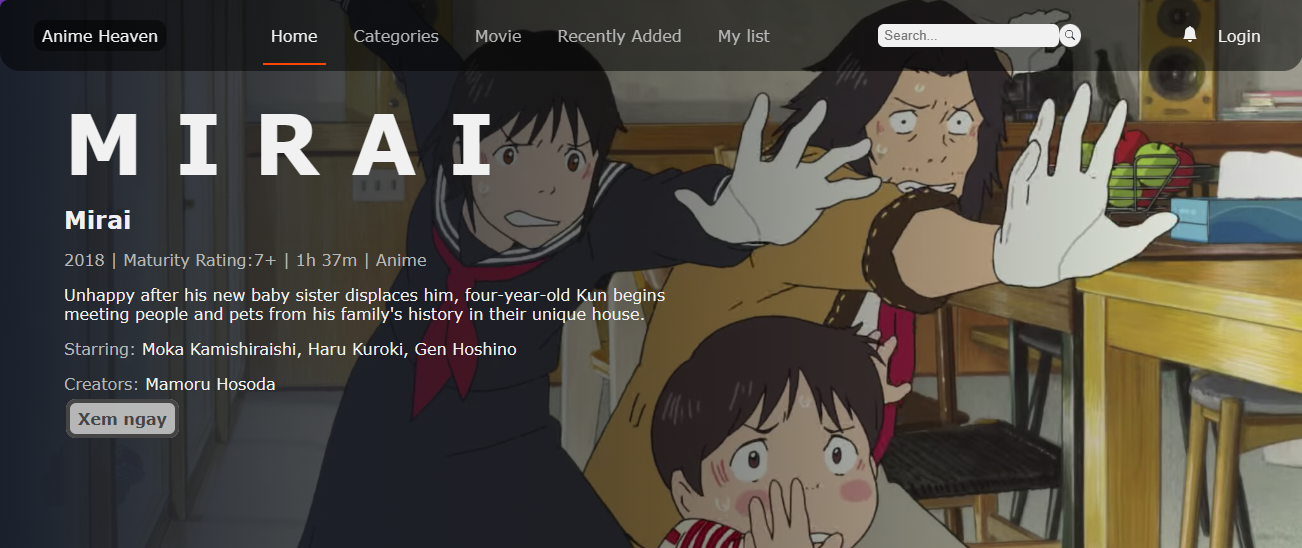 Anime Heaven
Home
Categories
Movie
Recently Added
My list
Search...
Login
MIRAI
Mirai
2018 | Maturity Rating:7+ | 1h 37m | Anime
Unhappy after his new baby sister displaces him, four-year-old Kun begins
meeting people and pets from his family's history in their unique house.
Starring: Moka Kamishiraishi, Haru Kuroki, Gen Hoshino
Creators: Mamoru Hosoda
Xem ngay